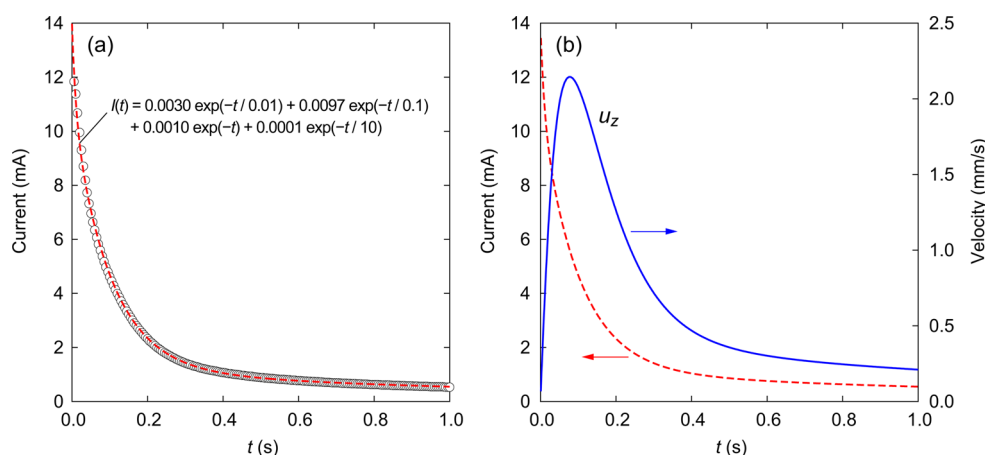 (a)
I(t) = 0.0030 exp(−t / 0.01) + 0.0097 exp(−t / 0.1)
+ 0.0010 exp(−t) + 0.0001 exp(−t / 10)
Current (mA)
14
12
10
8
6
4
2
0
0.0 0.2 0.4 0.6 0.8 1.0
t (s)
(b)
u_z
Current (mA)
14
12
10
8
6
4
2
0
2.5
2.0
1.5
1.0
0.5
0.0
Velocity (mm/s)
0.0 0.2 0.4 0.6 0.8 1.0
t (s)